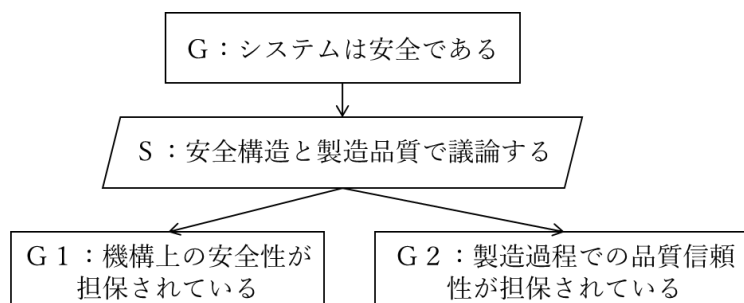 G：システムは安全である
S：安全構造と製造品質で議論する
G1：機構上の安全性が
担保されている
G2：製造過程での品質信頼
性が担保されている